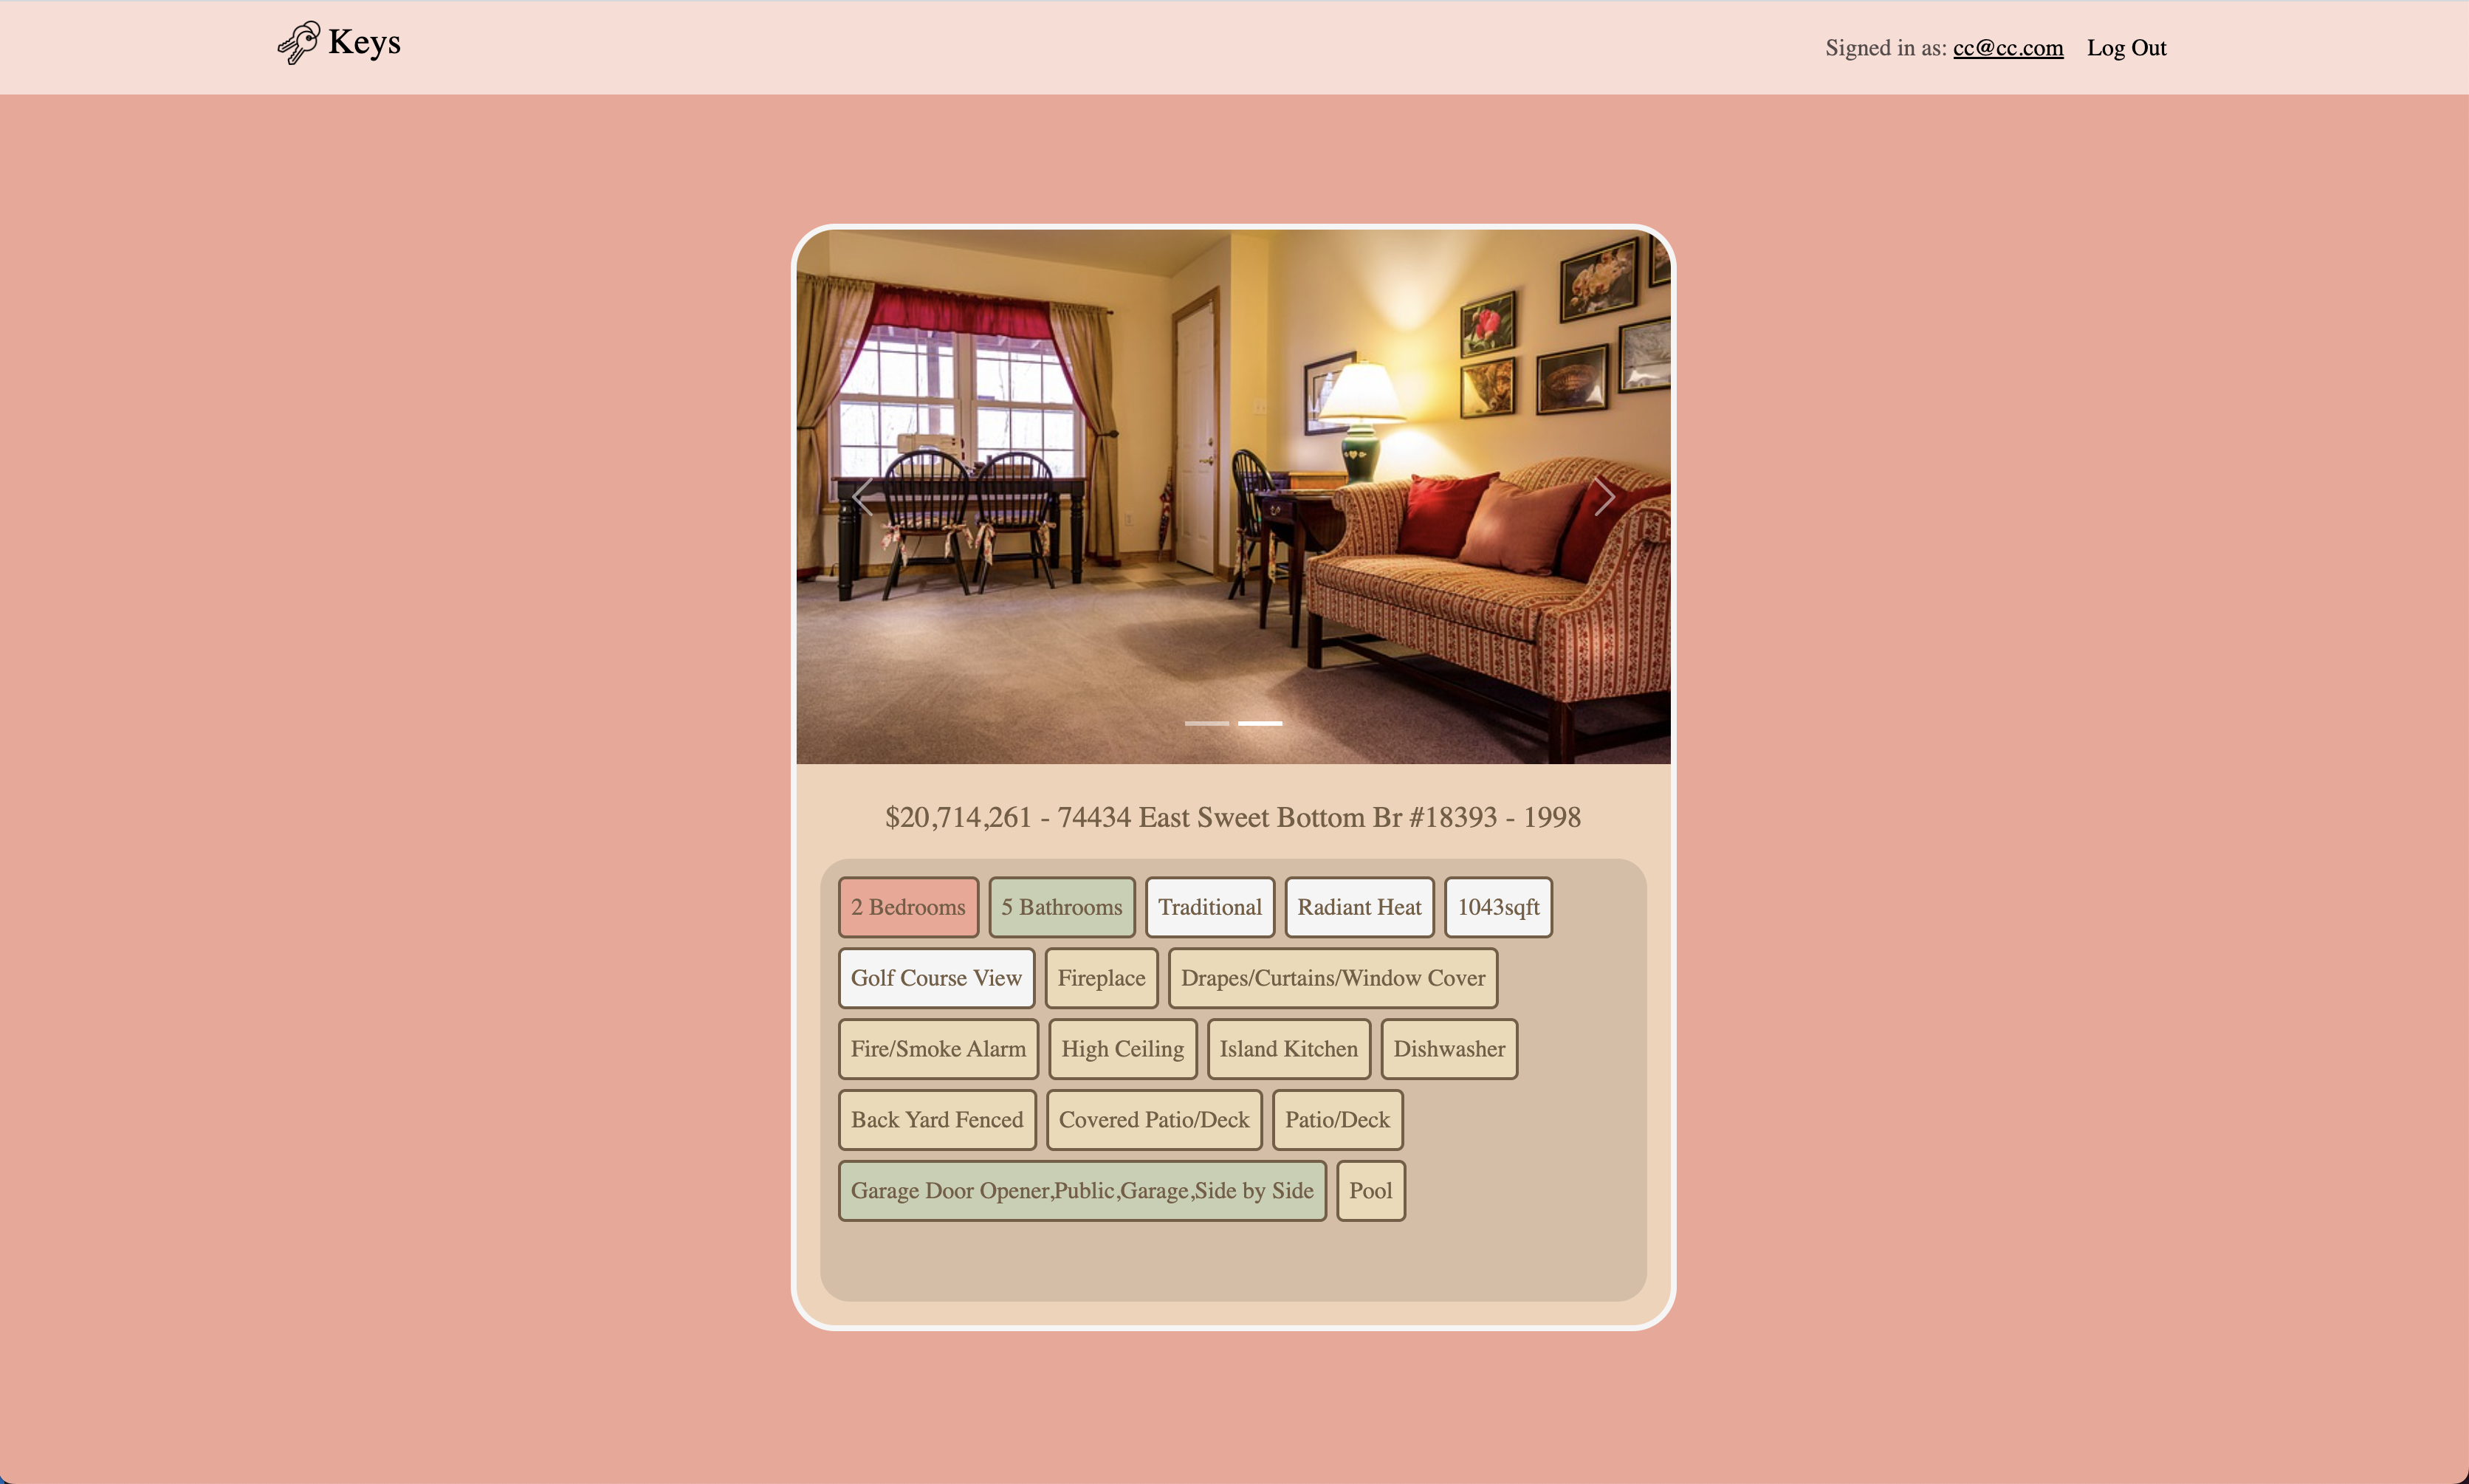 Keys
Signed in as: cc@cc.com Log Out
$20,714,261 - 74434 East Sweet Bottom Br #18393 - 1998
2 Bedrooms 5 Bathrooms Traditional Radiant Heat 1043sqft
Golf Course View Fireplace Drapes/Curtains/Window Cover
Fire/Smoke Alarm High Ceiling Island Kitchen Dishwasher
Back Yard Fenced Covered Patio/Deck Patio/Deck
Garage Door Opener,Public,Garage,Side by Side Pool